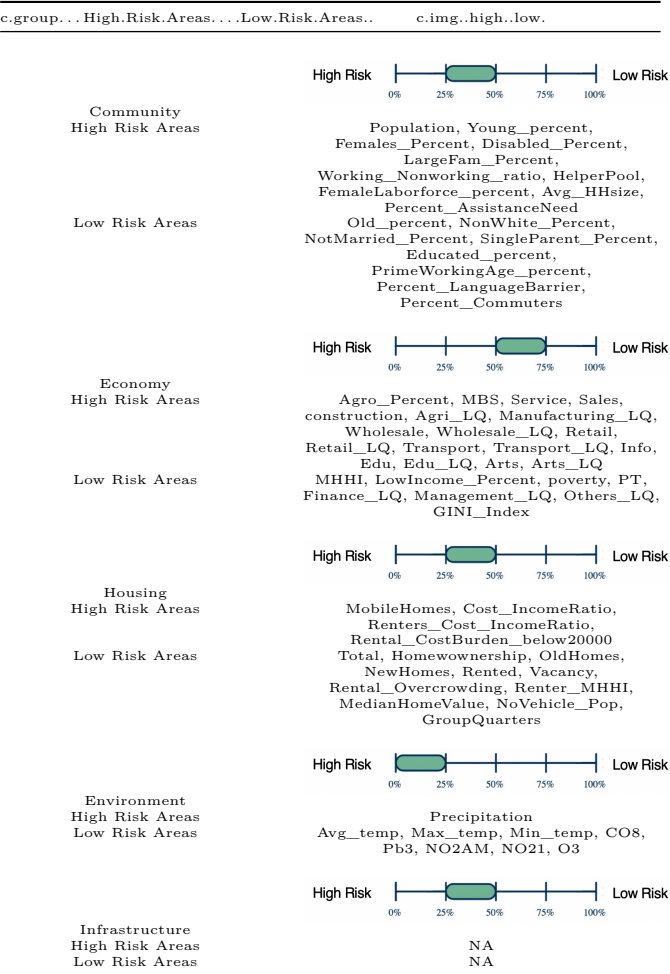 c.group...High.Risk.Areas....Low.Risk.Areas.. c.img..high..low.
High Risk Low Risk
0% 25% 50% 75% 100%
Community
High Risk Areas Population, Young_percent,
Females_Percent, Disabled_Percent,
LargeFam_Percent,
Working_Nonworking_ratio, HelperPool,
FemaleLaborforce_percent, Avg_HHsize,
Percent_AssistanceNeed
Low Risk Areas Old_percent, NonWhite_Percent,
NotMarried_Percent, SingleParent_Percent,
Educated_percent,
PrimeWorkingAge_percent,
Percent_LanguageBarrier,
Percent_Commuters
High Risk Low Risk
0% 25% 50% 75% 100%
Economy
High Risk Areas Agro_Percent, MBS, Service, Sales,
construction, Agri_LQ, Manufacturing_LQ,
Wholesale, Wholesale_LQ, Retail,
Retail_LQ, Transport, Transport_LQ, Info,
Edu, Edu_LQ, Arts, Arts_LQ
Low Risk Areas MHHI, LowIncome_Percent, poverty, PT,
Finance_LQ, Management_LQ, Others_LQ,
GINI_Index
High Risk Low Risk
0% 25% 50% 75% 100%
Housing
High Risk Areas MobileHomes, Cost_IncomeRatio,
Renters_Cost_IncomeRatio,
Rental_CostBurden_below20000
Low Risk Areas Total, Homewownership, OldHomes,
NewHomes, Rented, Vacancy,
Rental_Overcrowding, Renter_MHHI,
MedianHomeValue, NoVehicle_Pop,
GroupQuarters
High Risk Low Risk
0% 25% 50% 75% 100%
Environment
High Risk Areas Precipitation
Low Risk Areas Avg_temp, Max_temp, Min_temp, CO8,
Pb3, NO2AM, NO21, O3
High Risk Low Risk
0% 25% 50% 75% 100%
Infrastructure
High Risk Areas NA
Low Risk Areas NA